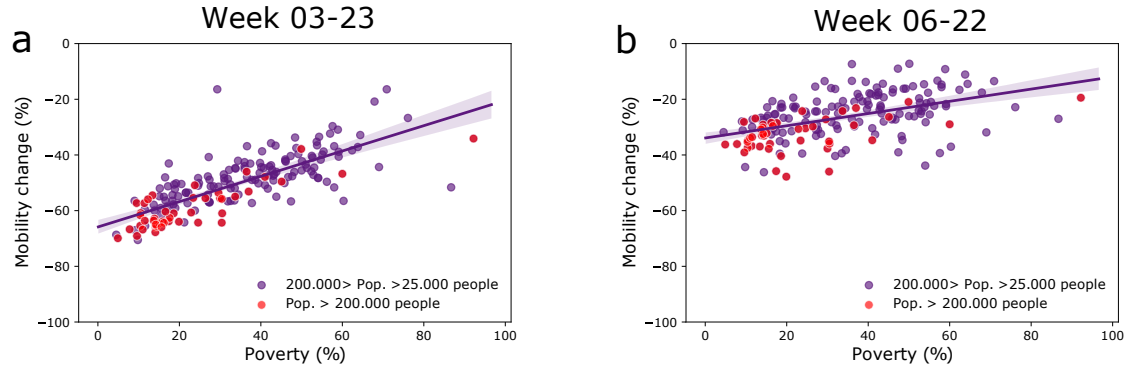 Week 03-23
a
0
−20
−40
−60
−80
−100
Mobility change (%)
200.000> Pop. >25.000 people
Pop. > 200.000 people
0 20 40 60 80 100
Poverty (%)
Week 06-22
b
0
−20
−40
−60
−80
−100
Mobility change (%)
200.000> Pop. >25.000 people
Pop. > 200.000 people
0 20 40 60 80 100
Poverty (%)